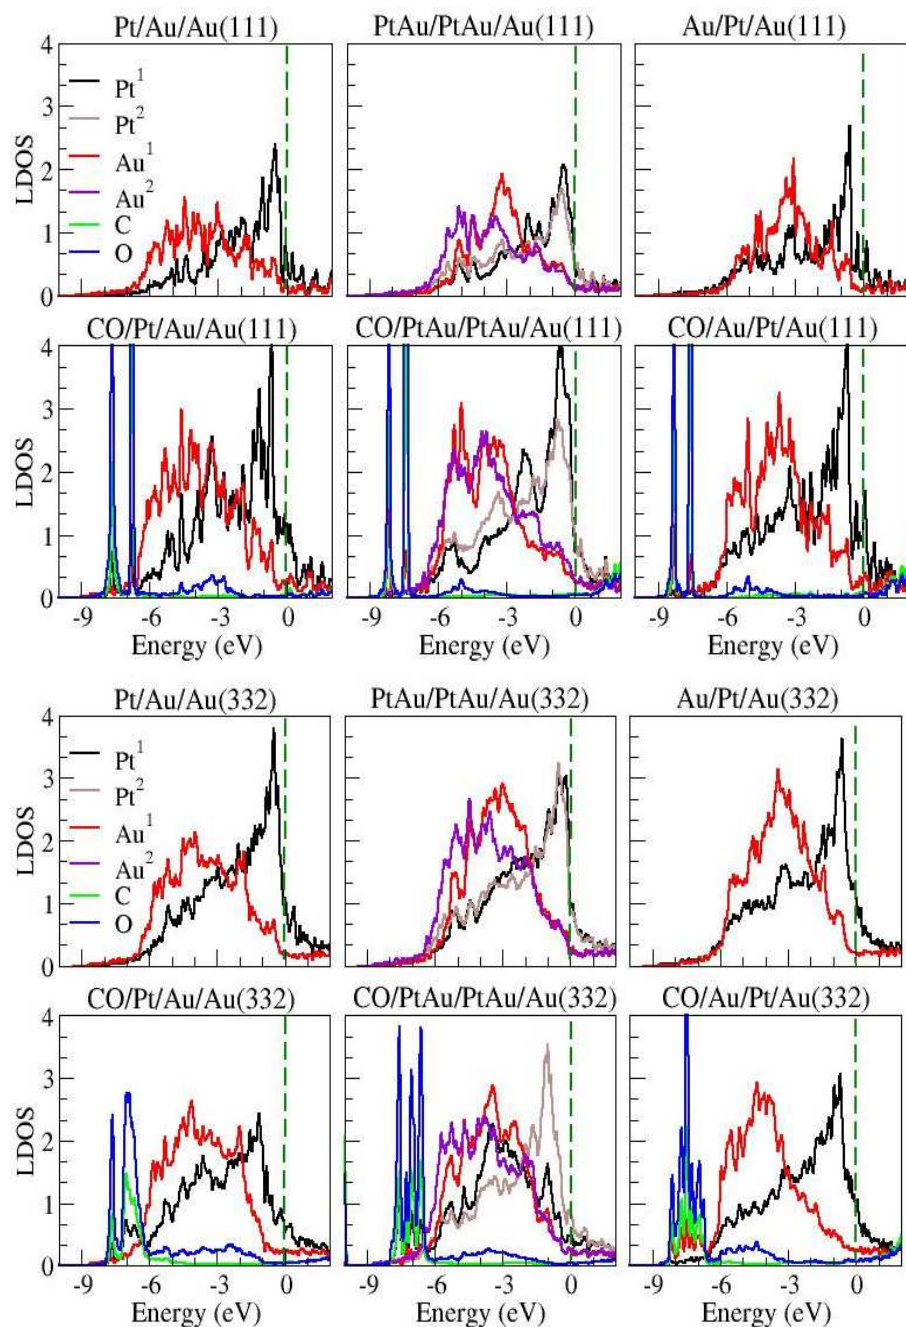 Pt/Au/Au(111) PtAu/PtAu/Au(111) Au/Pt/Au(111)
4
3
2
1
0
LDOS
Pt1
Pt2
Au1
Au2
C
O
CO/Pt/Au/Au(111) CO/PtAu/PtAu/Au(111) CO/Au/Pt/Au(111)
4
3
2
1
0
LDOS
-9 -6 -3 0 -9 -6 -3 0 -9 -6 -3 0
Energy (eV) Energy (eV) Energy (eV)
Pt/Au/Au(332) PtAu/PtAu/Au(332) Au/Pt/Au(332)
4
3
2
1
0
LDOS
Pt1
Pt2
Au1
Au2
C
O
CO/Pt/Au/Au(332) CO/PtAu/PtAu/Au(332) CO/Au/Pt/Au(332)
4
3
2
1
0
LDOS
-9 -6 -3 0 -9 -6 -3 0 -9 -6 -3 0
Energy (eV) Energy (eV) Energy (eV)